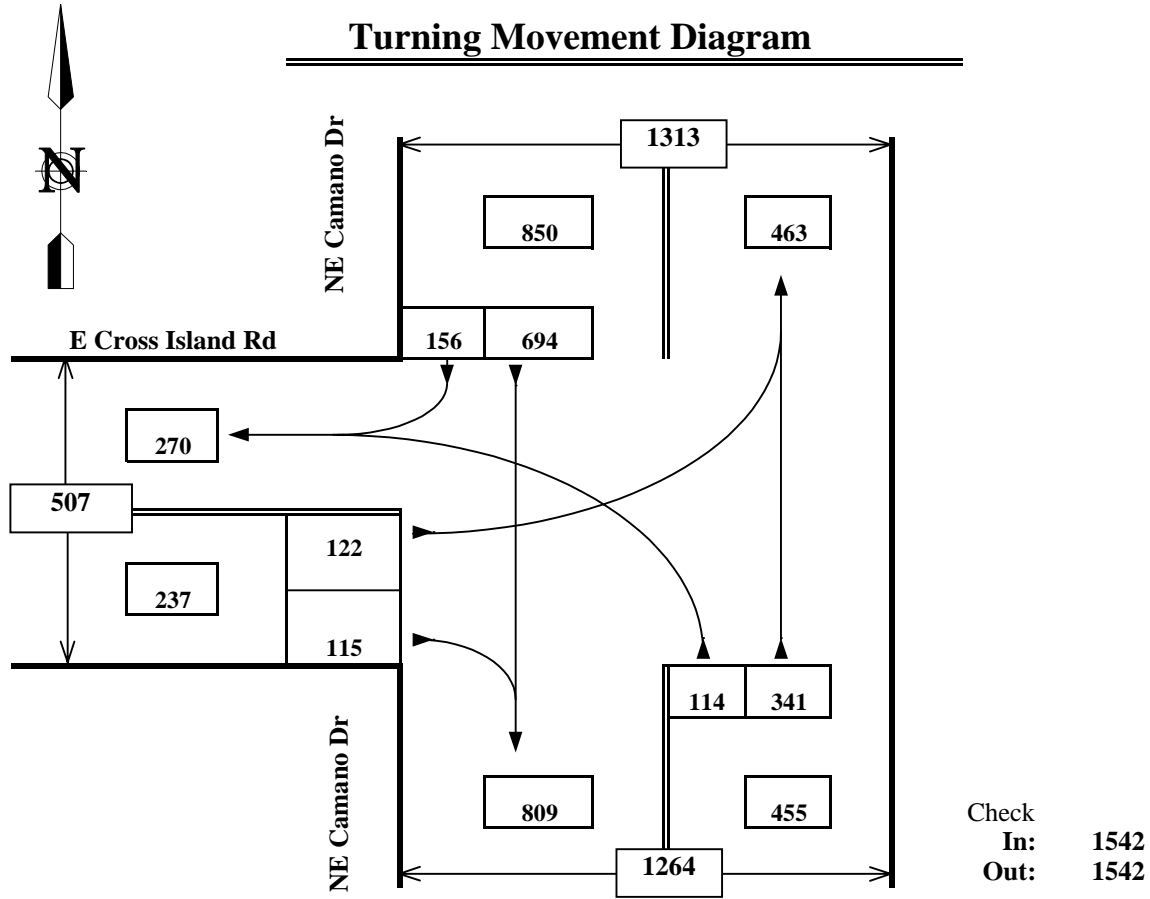 Turning Movement Diagram
N
NE Camano Dr
1313
850
463
E Cross Island Rd
156
694
270
507
122
237
115
114
341
NE Camano Dr
809
455
1264
Check
In: 1542
Out: 1542